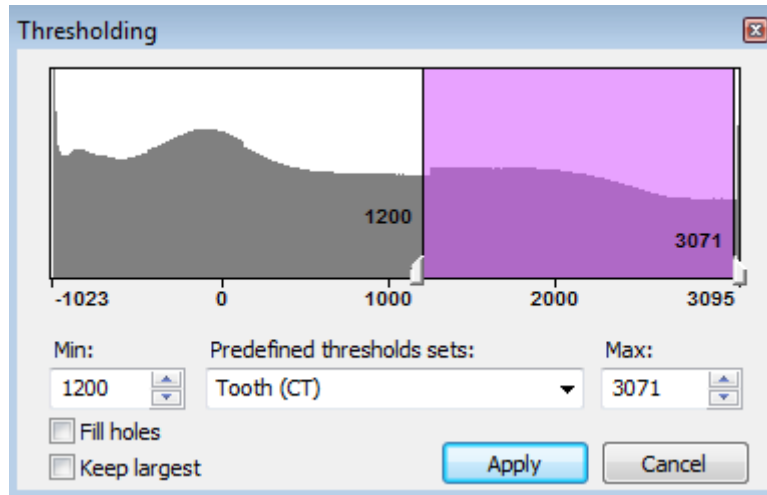 Thresholding
1200
3071
-1023 0 1000 2000 3095
Min: Predefined thresholds sets: Max:
1200 Tooth (CT) 3071
Fill holes
Keep largest Apply Cancel